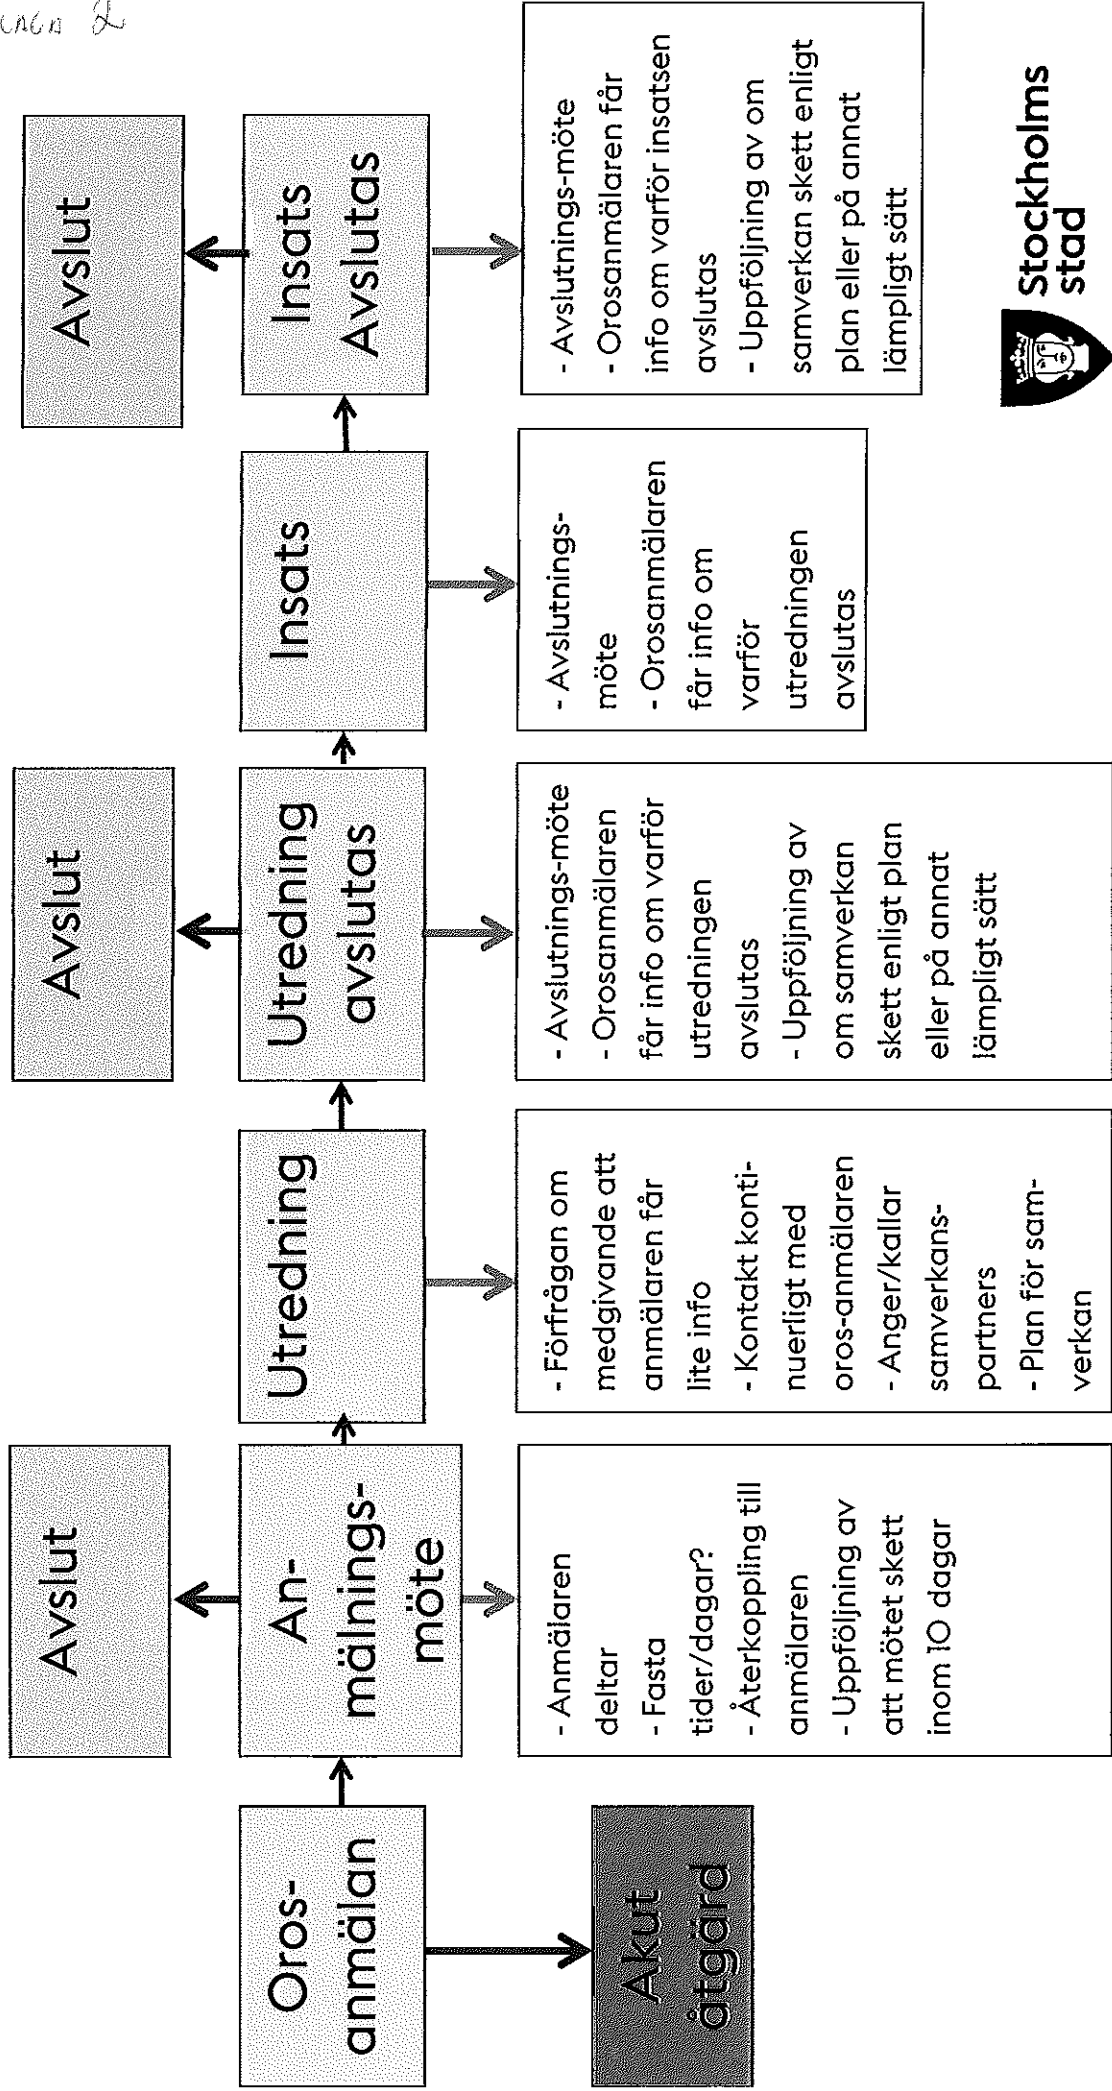 Avslut
Avslut
Avslut
Oros-
anmälan
An-
mälnings-
möte
Utredning
Utredning
avslutas
Insats
Insats
Avslutas
Akut
åtgärd
- Anmälaren
deltar
- Fasta
tider/dagar?
- Återkoppling till
anmälaren
- Uppföljning av
att mötet skett
inom 10 dagar
- Förfrågan om
medgivande att
anmälaren får
lite info
- Kontakt konti-
nuerligt med
oros-anmälaren
- Anger/kallar
samverkans-
partners
- Plan för sam-
verkan
- Avslutnings-möte
- Orosanmälaren
får info om varför
utredningen
avslutas
- Uppföljning av
om samverkan
skett enligt plan
eller på annat
lämpligt sätt
- Avslutnings-
möte
- Orosanmälaren
får info om
varför
utredningen
avslutas
- Avslutnings-möte
- Orosanmälaren får
info om varför insatsen
avslutas
- Uppföljning av om
samverkan skett enligt
plan eller på annat
lämpligt sätt
Stockholms
stad
2